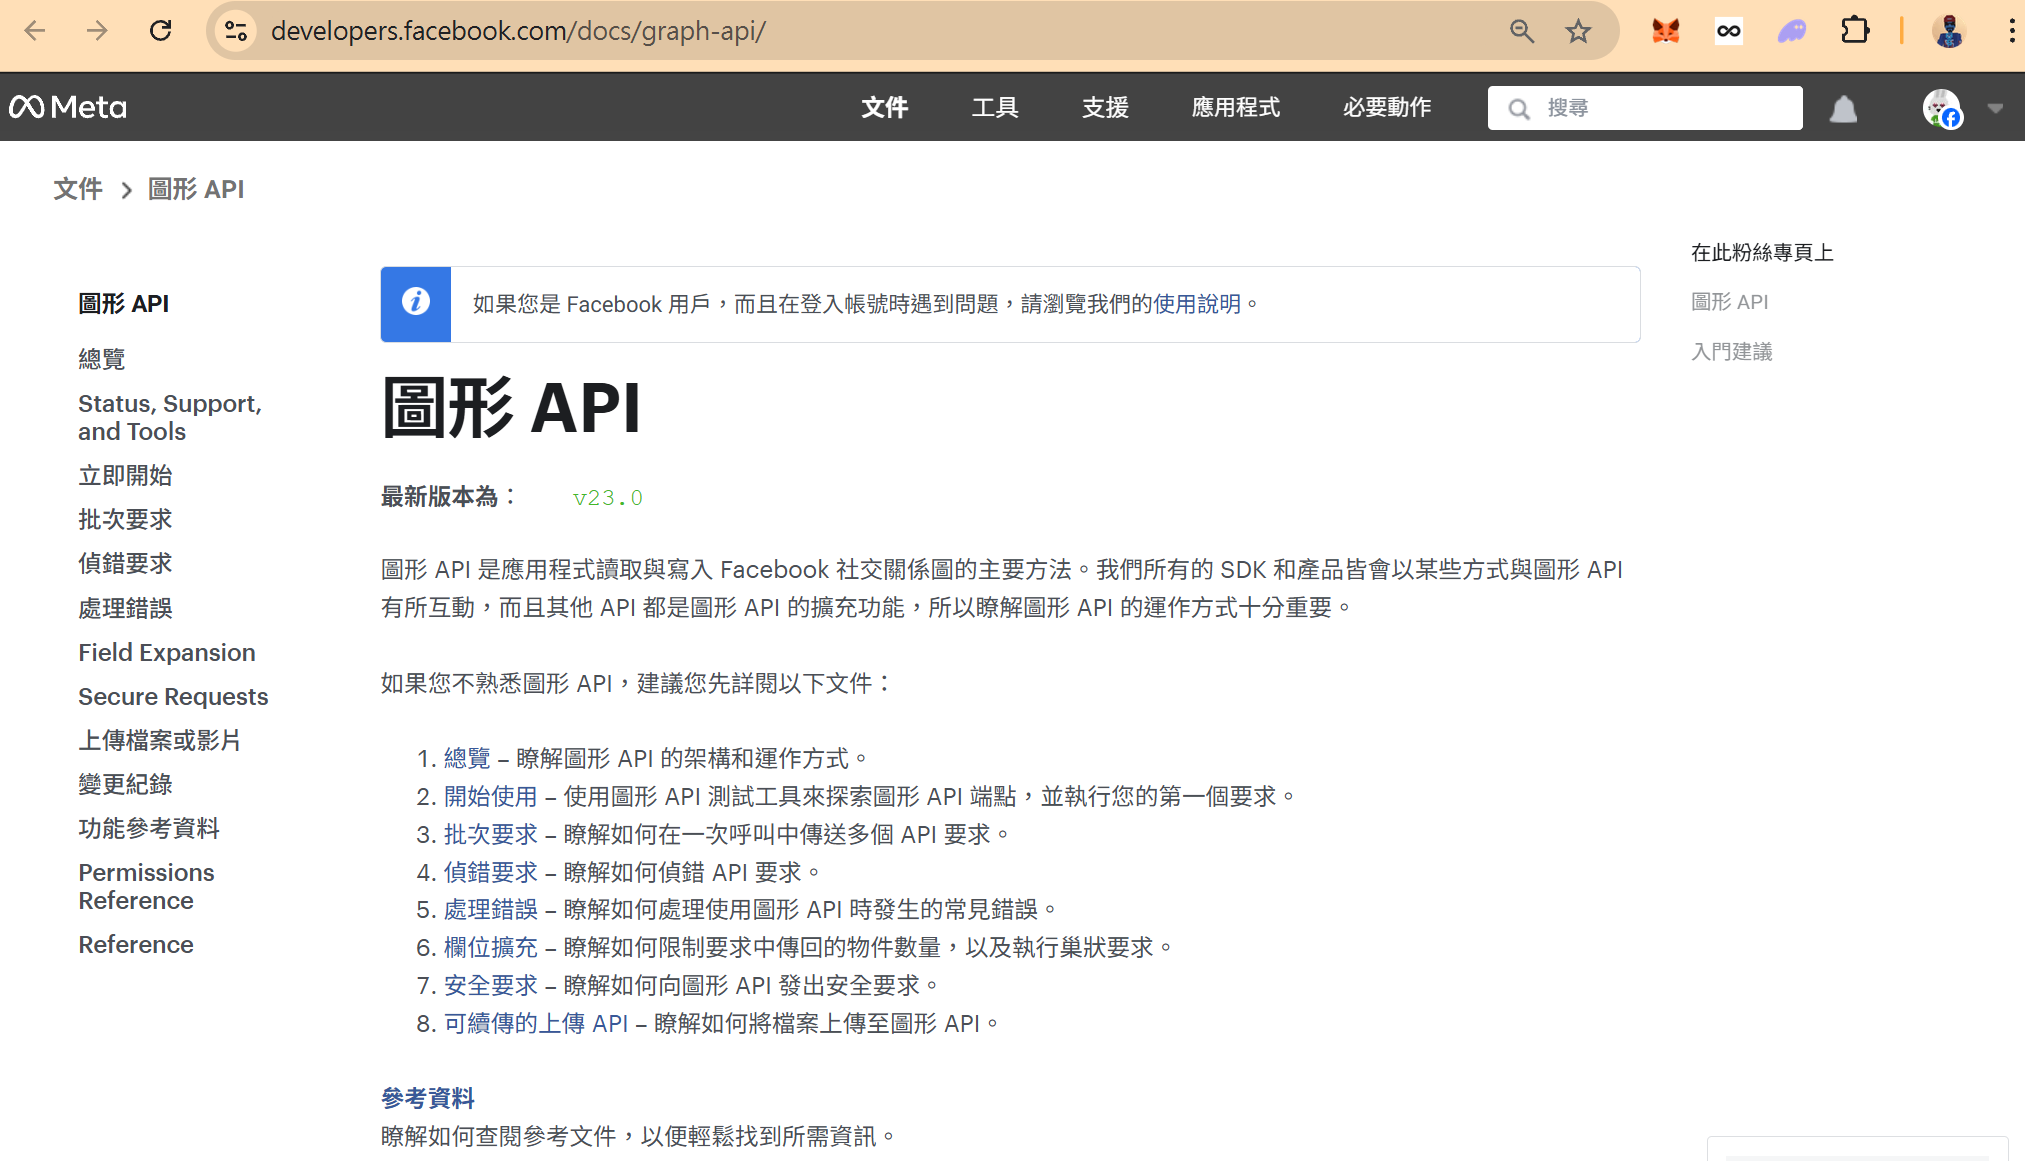 developers.facebook.com/docs/graph-api/
Meta
文件
工具
支援
應用程式
必要動作
搜尋
文件 > 圖形 API
圖形 API
總覽
Status, Support,
and Tools
立即開始
批次要求
偵錯要求
處理錯誤
Field Expansion
Secure Requests
上傳檔案或影片
變更紀錄
功能參考資料
Permissions
Reference
Reference
如果您是 Facebook 用戶，而且在登入帳號時遇到問題，請瀏覽我們的使用說明。
圖形 API
最新版本為： v23.0
圖形 API 是應用程式讀取與寫入 Facebook 社交關係圖的主要方法。我們所有的 SDK 和產品皆會以某些方式與圖形 API
有所互動，而且其他 API 都是圖形 API 的擴充功能，所以瞭解圖形 API 的運作方式十分重要。
如果您不熟悉圖形 API，建議您先詳閱以下文件：
1. 總覽 – 瞭解圖形 API 的架構和運作方式。
2. 開始使用 – 使用圖形 API 測試工具來探索圖形 API 端點，並執行您的第一個要求。
3. 批次要求 – 瞭解如何在一次呼叫中傳送多個 API 要求。
4. 偵錯要求 – 瞭解如何偵錯 API 要求。
5. 處理錯誤 – 瞭解如何處理使用圖形 API 時發生的常見錯誤。
6. 欄位擴充 – 瞭解如何限制要求中傳回的物件數量，以及執行巢狀要求。
7. 安全要求 – 瞭解如何向圖形 API 發出安全要求。
8. 可續傳的上傳 API – 瞭解如何將檔案上傳至圖形 API。
參考資料
瞭解如何查閱參考文件，以便輕鬆找到所需資訊。
在此粉絲專頁上
圖形 API
入門建議